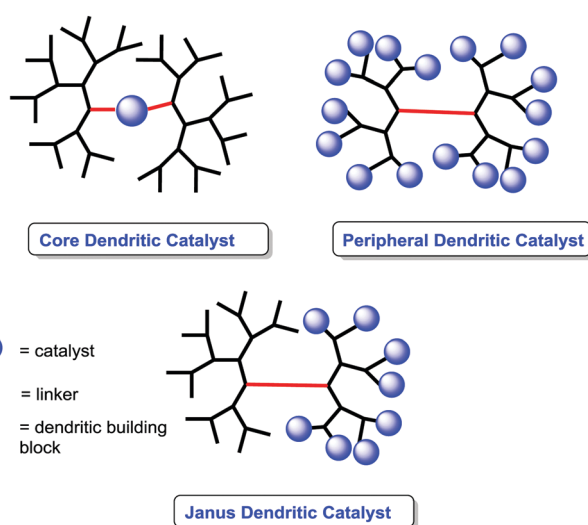 Core Dendritic Catalyst
Peripheral Dendritic Catalyst
= catalyst
= linker
= dendritic building
block
Janus Dendritic Catalyst